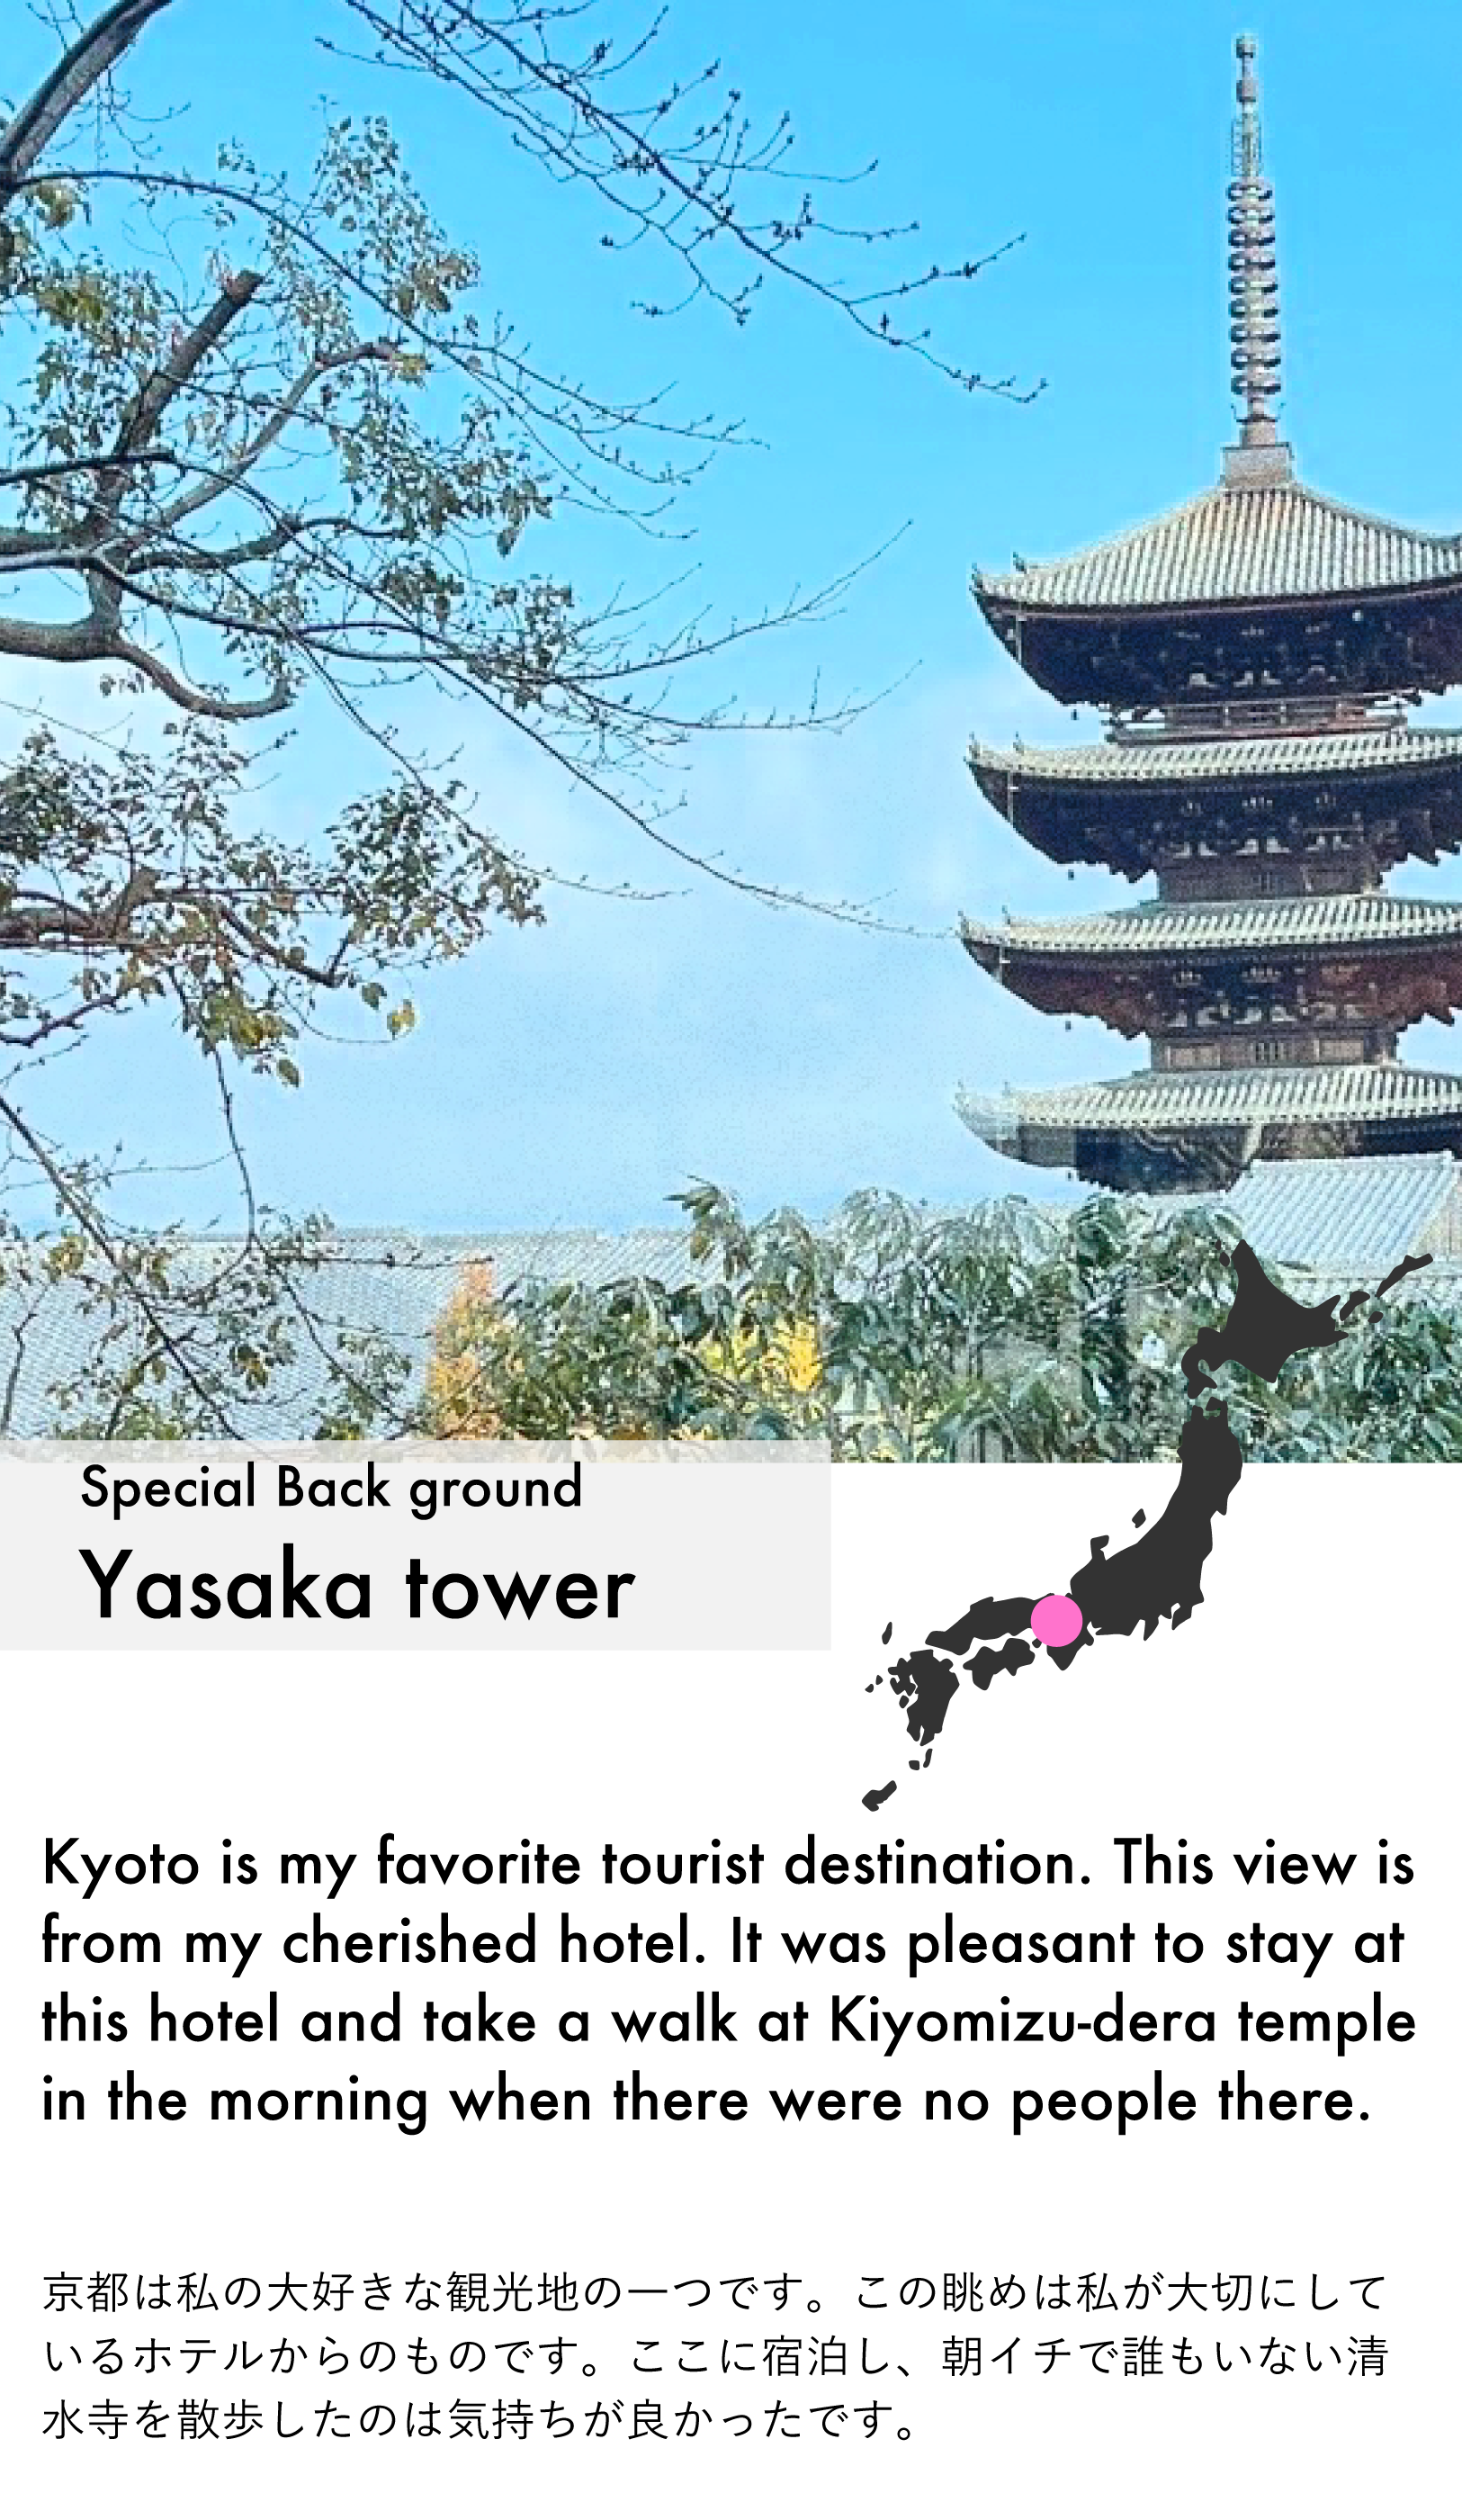 Special Back ground
Yasaka tower
Kyoto is my favorite tourist destination. This view is
from my cherished hotel. It was pleasant to stay at
this hotel and take a walk at Kiyomizu-dera temple
in the morning when there were no people there.
京都は私の大好きな観光地の一つです。この眺めは私が大切にして
いるホテルからのものです。ここに宿泊し、朝イチで誰もいない清
水寺を散歩したのは気持ちが良かったです。